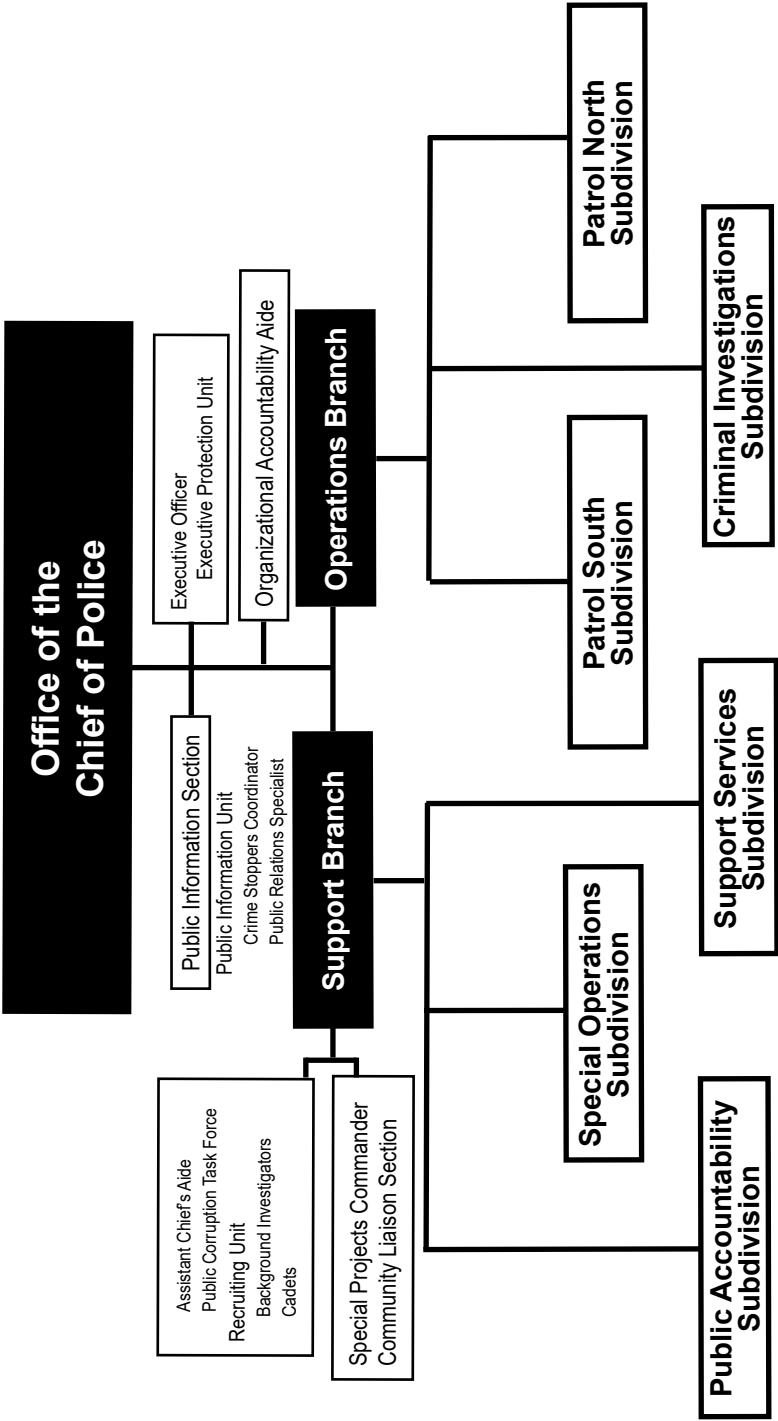 Office of the
Chief of Police
Public Information Section
Public Information Unit
Crime Stoppers Coordinator
Public Relations Specialist
Executive Officer
Executive Protection Unit
Organizational Accountability Aide
Assistant Chief's Aide
Public Corruption Task Force
Recruiting Unit
Background Investigators
Cadets
Special Projects Commander
Community Liaison Section
Support Branch
Operations Branch
Public Accountability
Subdivision
Special Operations
Subdivision
Support Services
Subdivision
Patrol South
Subdivision
Criminal Investigations
Subdivision
Patrol North
Subdivision